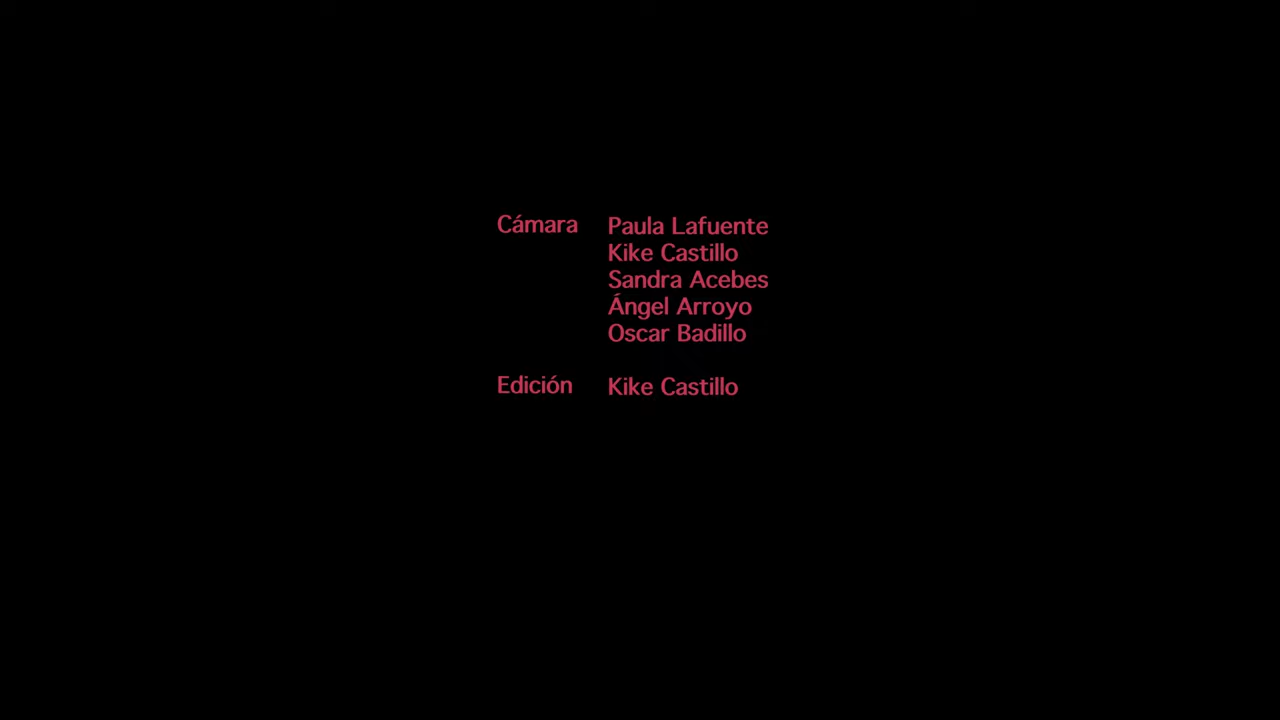 Cámara Paula Lafuente
Kike Castillo
Sandra Acebes
Ángel Arroyo
Oscar Badillo
Edición Kike Castillo